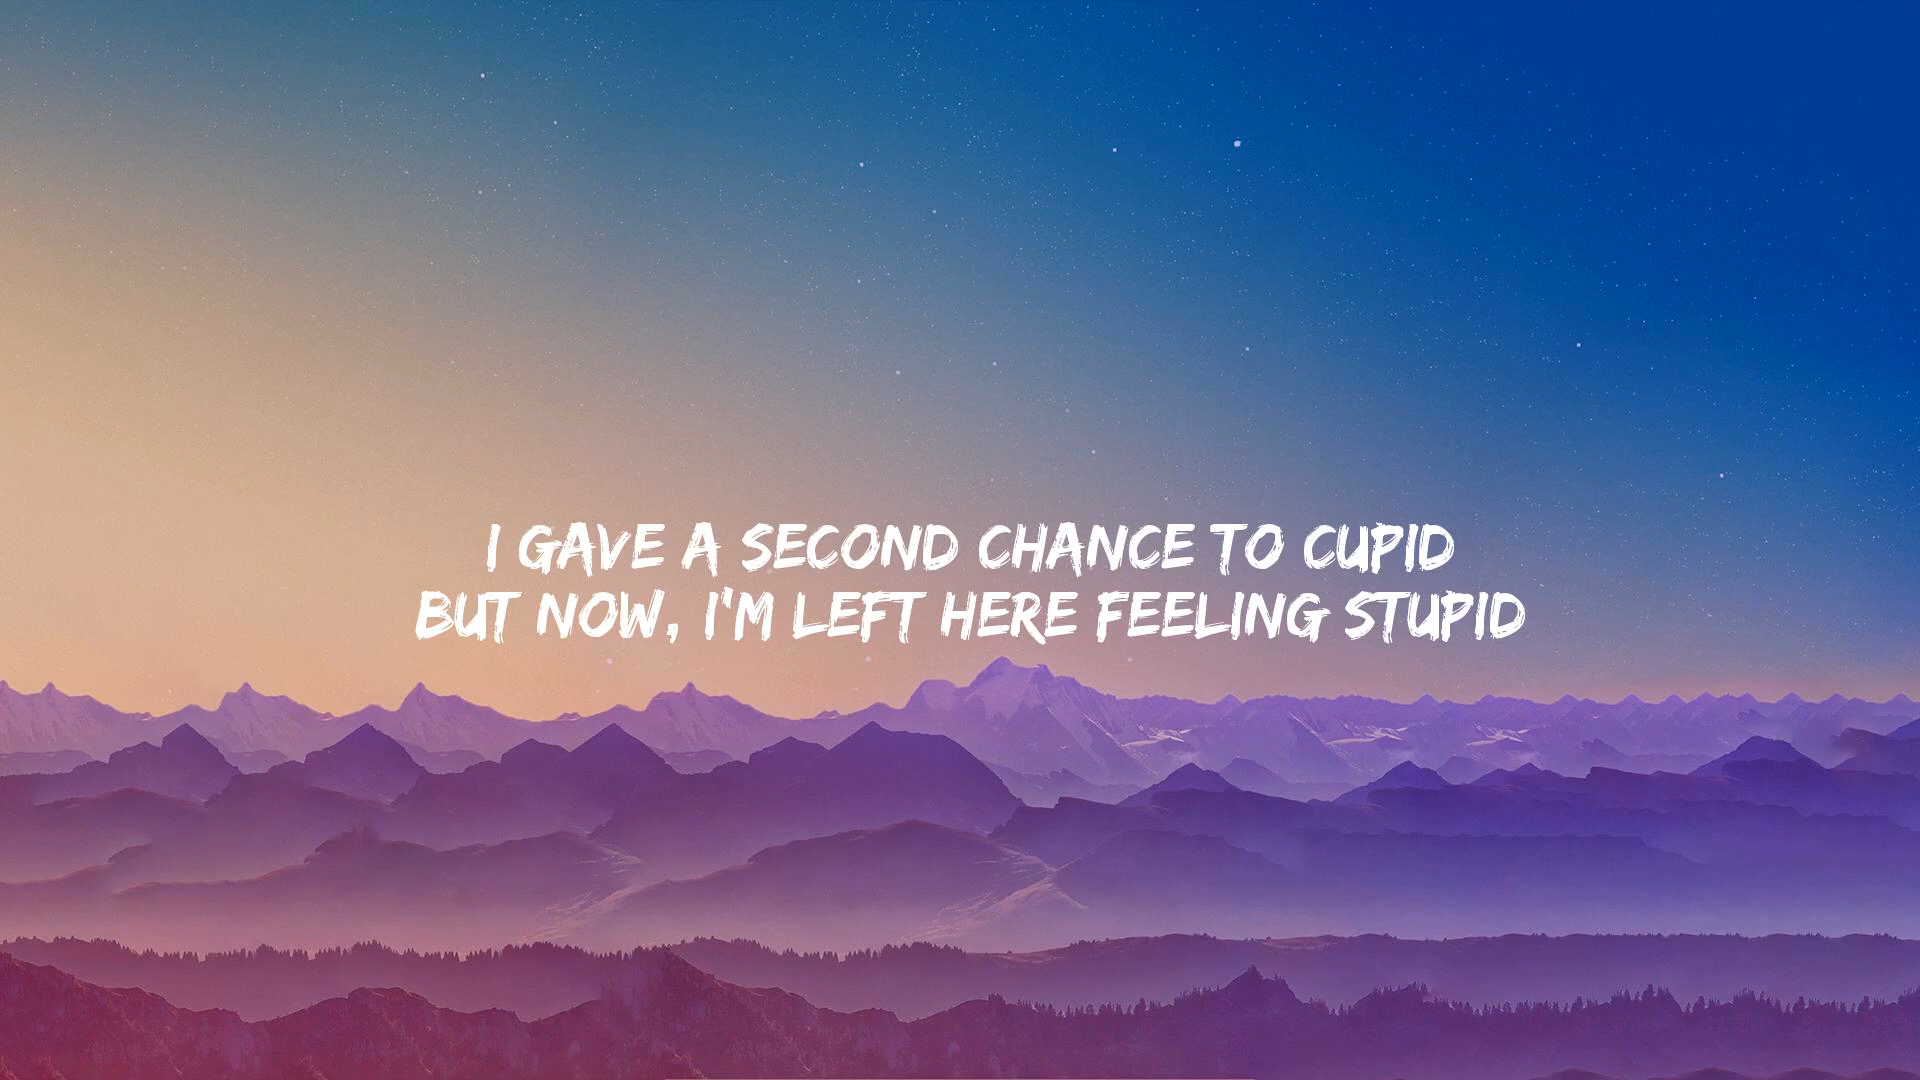 I GAVE A SECOND CHANCE TO CUPID
BUT NOW, I'M LEFT HERE FEELING STUPID